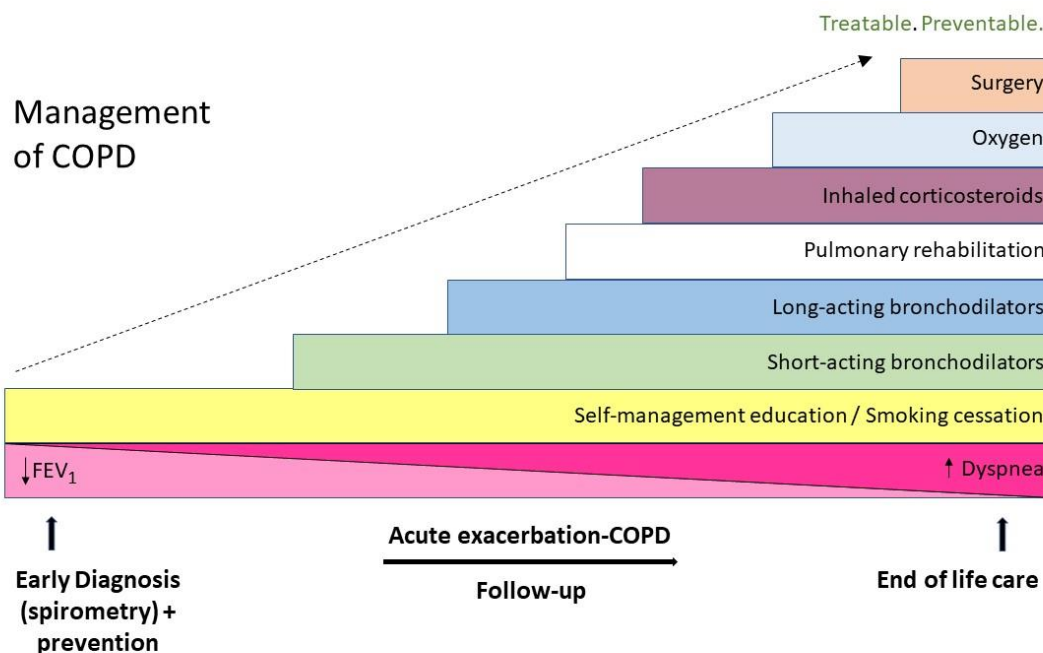 Treatable. Preventable.
Management
of COPD
Surgery
Oxygen
Inhaled corticosteroids
Pulmonary rehabilitation
Long-acting bronchodilators
Short-acting bronchodilators
Self-management education / Smoking cessation
↓FEV₁
↑ Dyspnea
Acute exacerbation-COPD
Follow-up
Early Diagnosis
(spirometry) +
prevention
End of life care